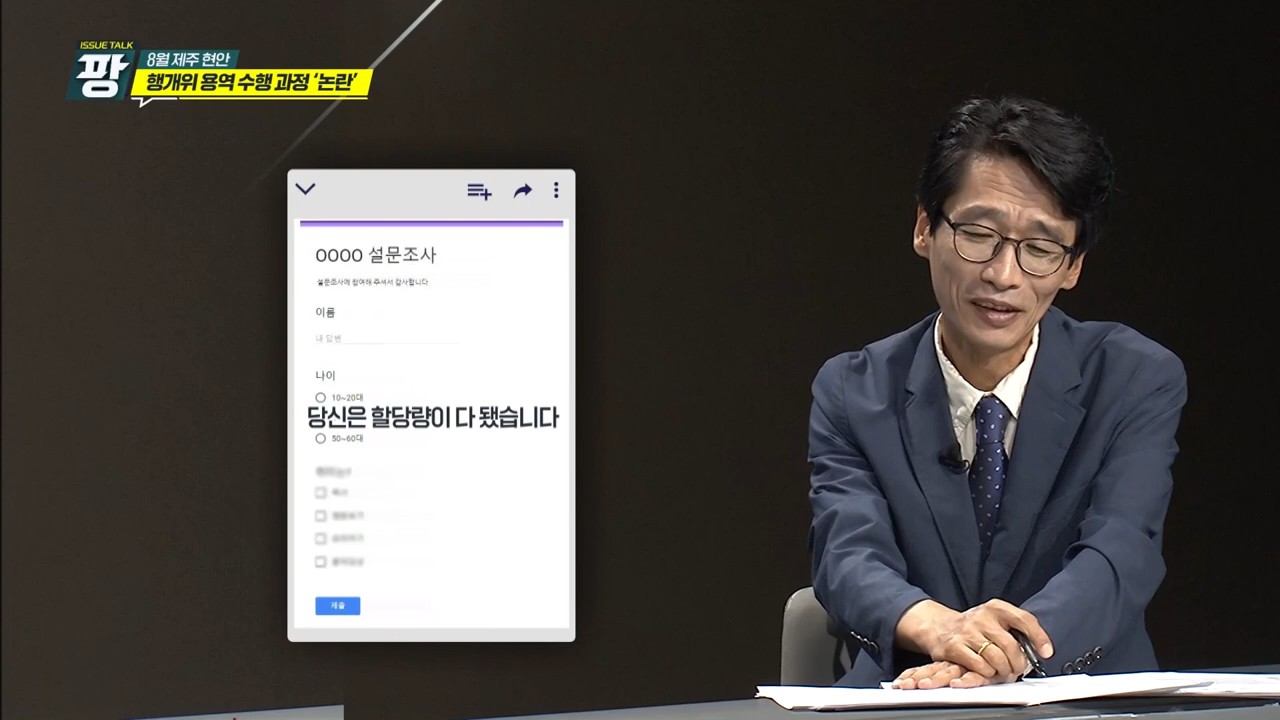 ISSUE TALK
팡
8월 제주 현안
행개위 용역 수행 과정 '논란'
OOOO 설문조사
설문조사에 참여해 주셔서 감사합니다
이름
내 답변
나이
10~20대
당신은 할당량이 다 됐습니다
50~60대
제출